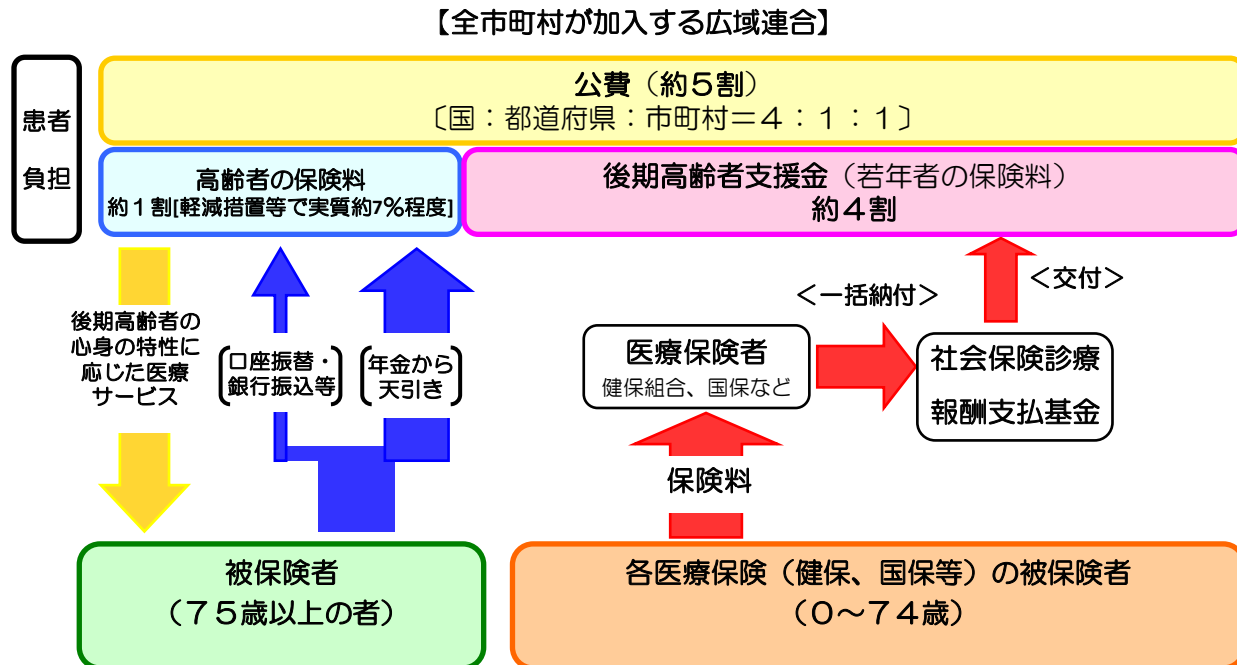 【全市町村が加入する広域連合】
患者
負担
公費（約５割）
〔国：都道府県：市町村＝４：１：１〕
高齢者の保険料
約１割[軽減措置等で実質約7％程度]
後期高齢者支援金（若年者の保険料）
約４割
後期高齢者の
心身の特性に
応じた医療
サービス
口座振替・
銀行振込等
年金から
天引き
＜一括納付＞
＜交付＞
医療保険者
健保組合、国保など
社会保険診療
報酬支払基金
保険料
被保険者
（７５歳以上の者）
各医療保険（健保、国保等）の被保険者
（０～７４歳）